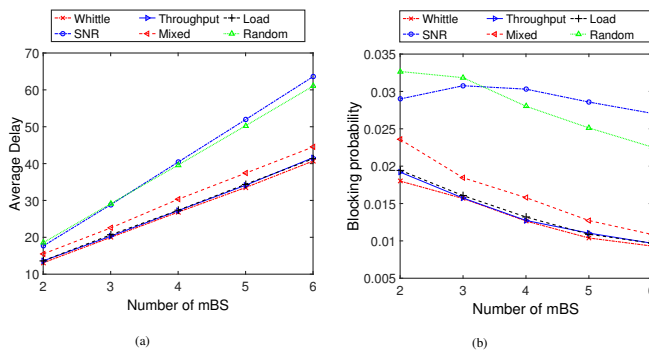 Whittle Throughput Load
SNR Mixed Random
70
60
50
40
30
20
10
2 3 4 5 6
Average Delay
Number of mBS
(a)
Whittle Throughput Load
SNR Mixed Random
0.035
0.03
0.025
0.02
0.015
0.01
0.005
2 3 4 5 6
Blocking probability
Number of mBS
(b)